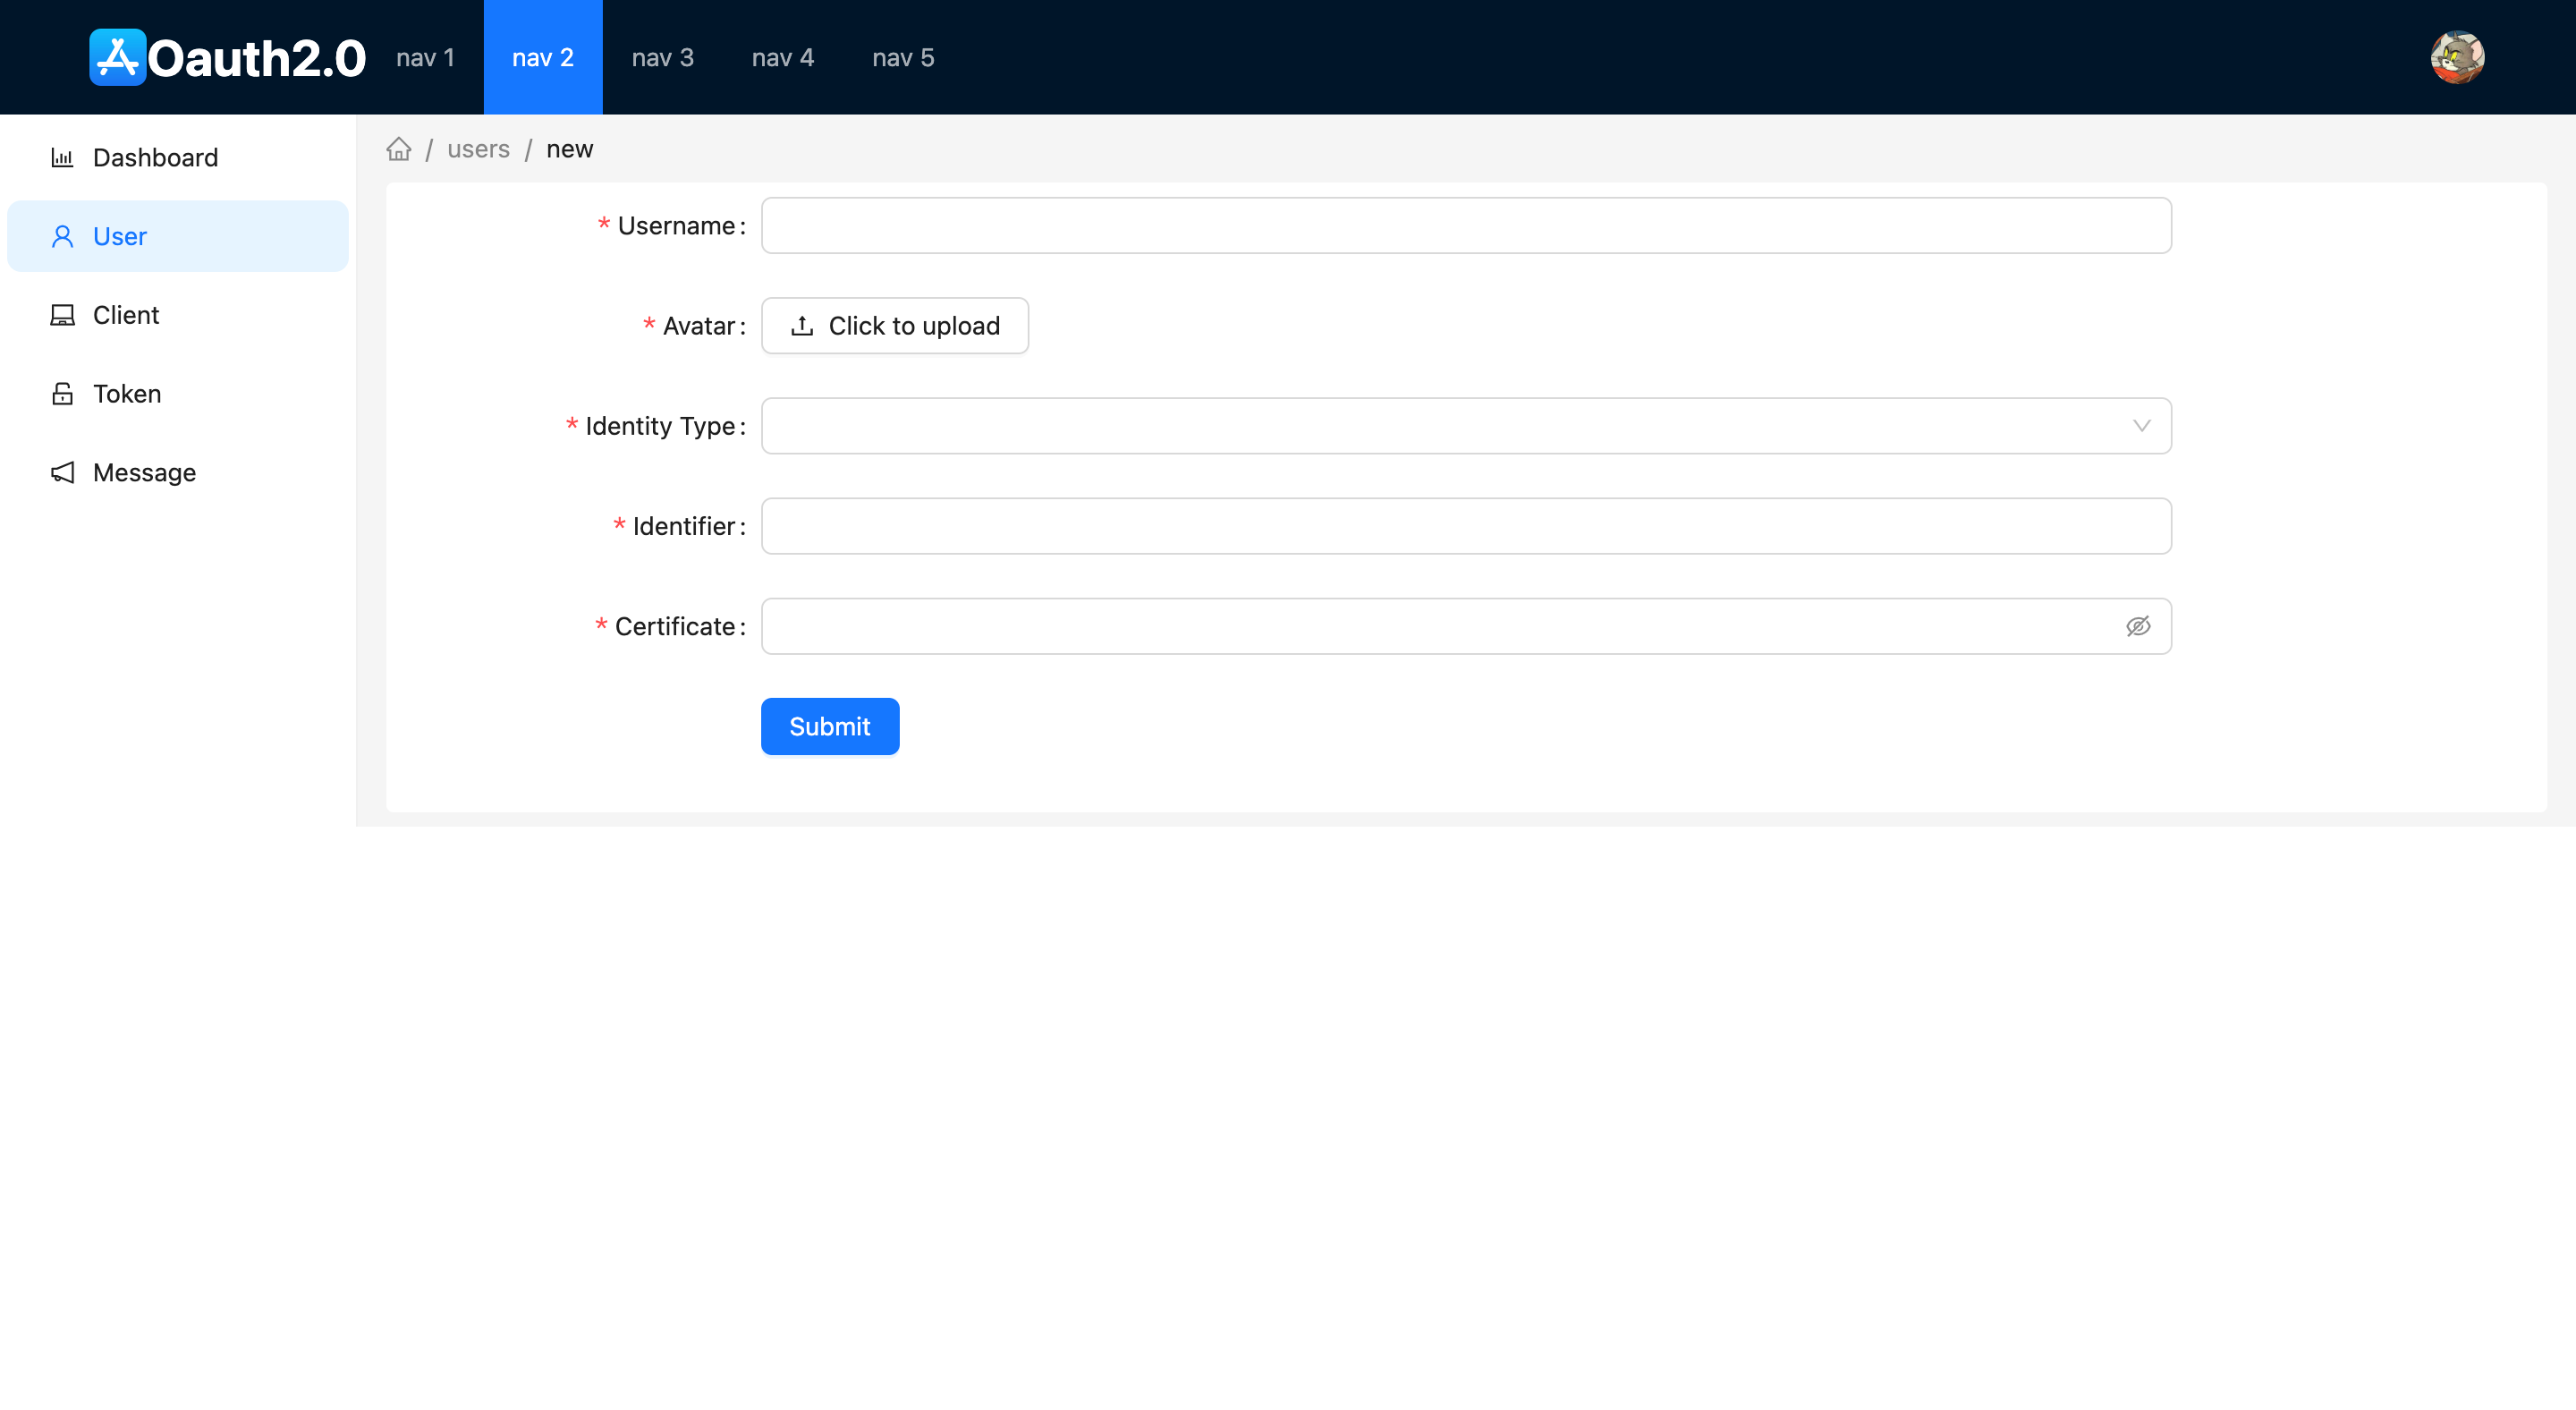 Oauth2.0 nav 1 nav 2 nav 3 nav 4 nav 5
/ users / new
Dashboard
User
Client
Token
Message
* Username :
* Avatar : Click to upload
* Identity Type :
* Identifier :
* Certificate :
Submit